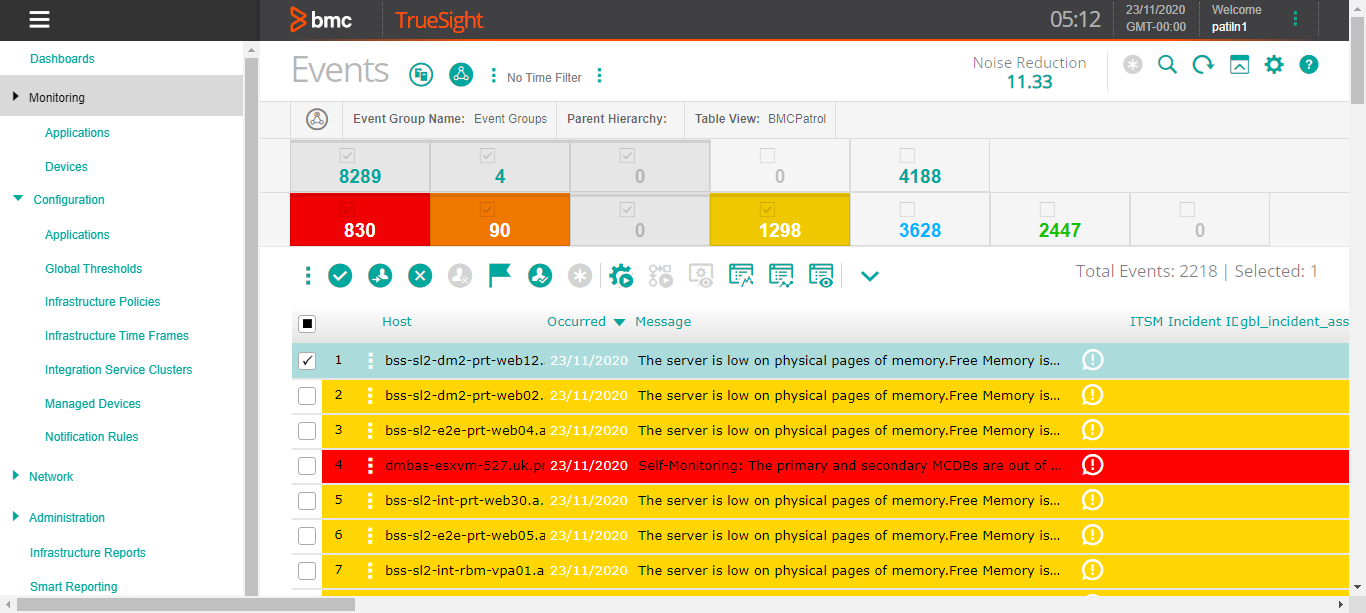 bmc TrueSight 05:12 23/11/2020 GMT-00:00 Welcome patiln1
Dashboards
Monitoring
Applications
Devices
Configuration
Applications
Global Thresholds
Infrastructure Policies
Infrastructure Time Frames
Integration Service Clusters
Managed Devices
Notification Rules
Network
Administration
Infrastructure Reports
Smart Reporting
Events No Time Filter Noise Reduction 11.33
Event Group Name: Event Groups Parent Hierarchy: Table View: BMCPatrol
8289 4 0 0 4188
830 90 0 1298 3628 2447 0
Total Events: 2218 | Selected: 1
Host Occurred Message ITSM Incident ID gbl_incident_ass
1 bss-sl2-dm2-prt-web12. 23/11/2020 The server is low on physical pages of memory.Free Memory is...
2 bss-sl2-dm2-prt-web02. 23/11/2020 The server is low on physical pages of memory.Free Memory is...
3 bss-sl2-e2e-prt-web04.a 23/11/2020 The server is low on physical pages of memory.Free Memory is...
4 dmbas-esxvm-527.uk.pr 23/11/2020 Self-Monitoring: The primary and secondary MCDBs are out of ...
5 bss-sl2-int-prt-web30.a. 23/11/2020 The server is low on physical pages of memory.Free Memory is...
6 bss-sl2-e2e-prt-web05.a 23/11/2020 The server is low on physical pages of memory.Free Memory is...
7 bss-sl2-int-rbm-vpa01.a 23/11/2020 The server is low on physical pages of memory.Free Memory is...